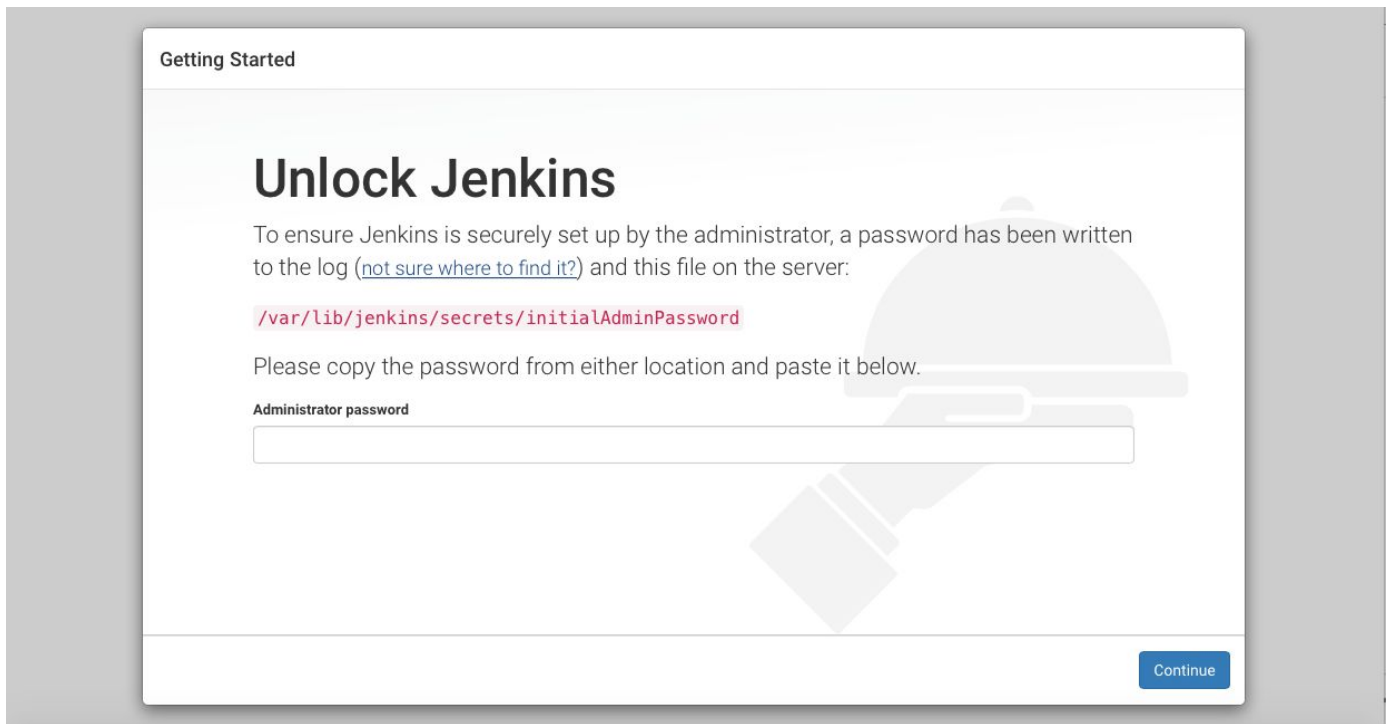 Getting Started
Unlock Jenkins
To ensure Jenkins is securely set up by the administrator, a password has been written
to the log (not sure where to find it?) and this file on the server:
/var/lib/jenkins/secrets/initialAdminPassword
Please copy the password from either location and paste it below.
Administrator password
Continue